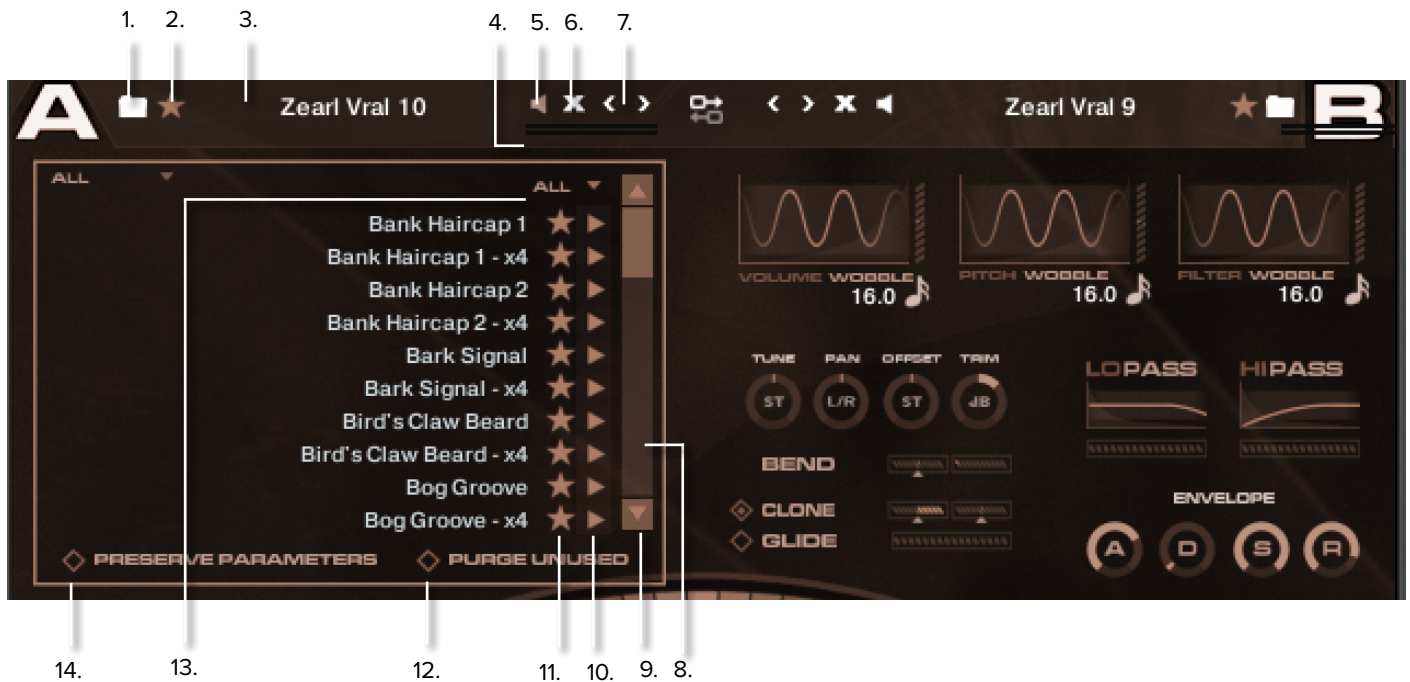 1. 2. 3. 4. 5. 6. 7.
A Zearl Vral 10 Zearl Vral 9 B
ALL ALL
Bank Haircap 1
Bank Haircap 1 - x4
Bank Haircap 2
Bank Haircap 2 - x4
Bark Signal
Bark Signal - x4
Bird's Claw Beard
Bird's Claw Beard - x4
Bog Groove
Bog Groove - x4
PRESERVE PARAMETERS PURGE UNUSED
VOLUME WOBBLE PITCH WOBBLE FILTER WOBBLE
16.0 16.0 16.0
TUNE PAN OFFSET TRIM
ST L/R ST dB
LOPASS HIPASS
BEND
CLONE
GLIDE
ENVELOPE
A D S R
14. 13. 12. 11. 10. 9. 8.